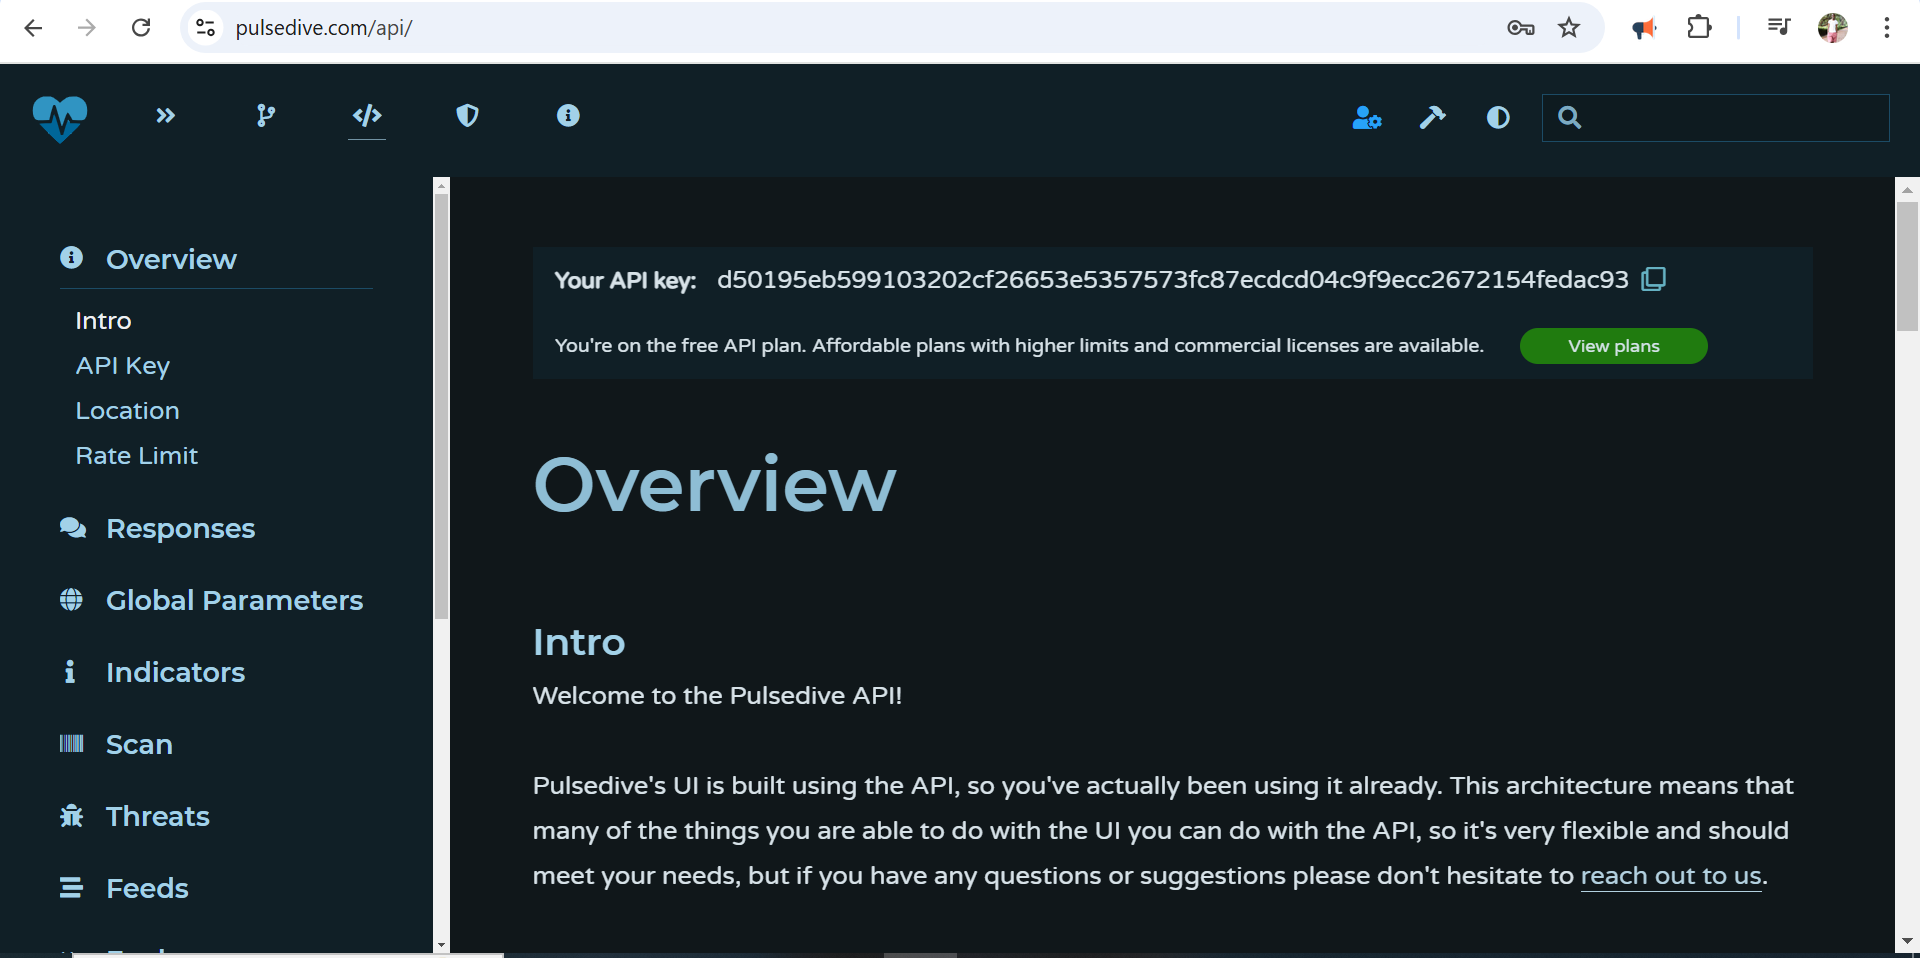 pulsedive.com/api/
Overview
Intro
API Key
Location
Rate Limit
Responses
Global Parameters
Indicators
Scan
Threats
Feeds
Your API key: d50195eb599103202cf26653e5357573fc87ecdcd04c9f9ecc2672154fedac93
You're on the free API plan. Affordable plans with higher limits and commercial licenses are available.
View plans
Overview
Intro
Welcome to the Pulsedive API!
Pulsedive's UI is built using the API, so you've actually been using it already. This architecture means that
many of the things you are able to do with the UI you can do with the API, so it's very flexible and should
meet your needs, but if you have any questions or suggestions please don't hesitate to reach out to us.